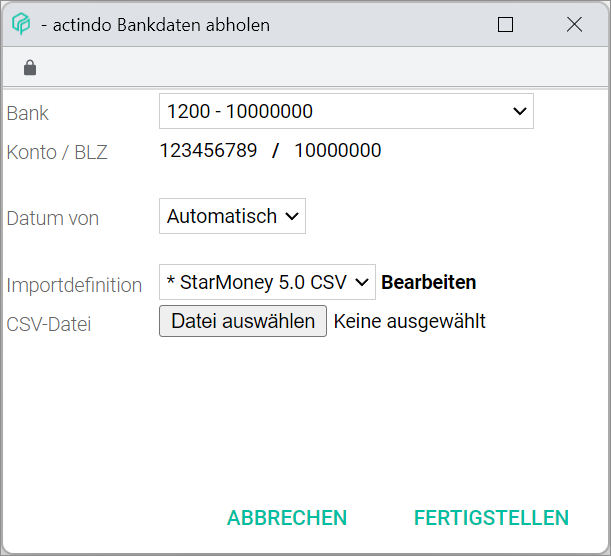 - actindo Bankdaten abholen
Bank 1200 - 10000000
Konto / BLZ 123456789 / 10000000
Datum von Automatisch
Importdefinition * StarMoney 5.0 CSV Bearbeiten
CSV-Datei Datei auswählen Keine ausgewählt
ABBRECHEN FERTIGSTELLEN